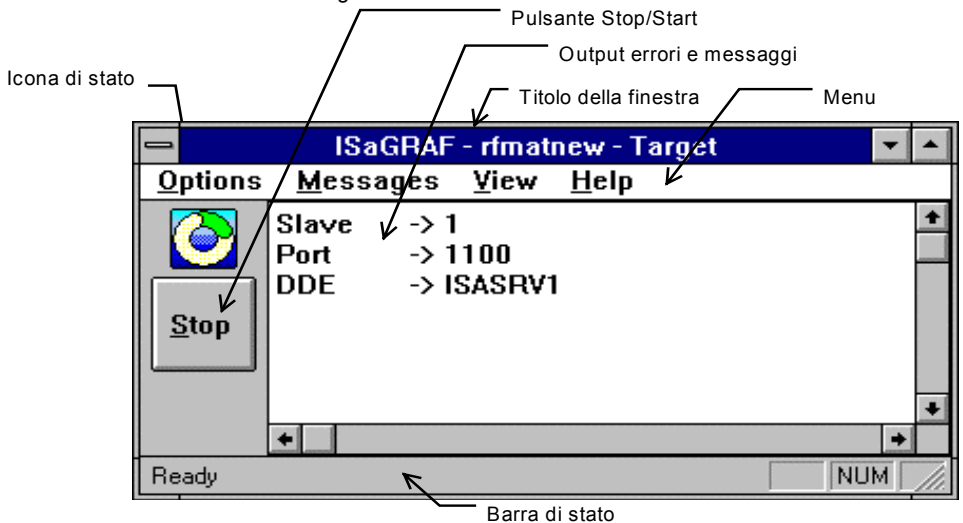 Pulsante Stop/Start
Output errori e messaggi
Icona di stato
Titolo della finestra
Menu
ISaGRAF - rfmatnew - Target
Options Messages View Help
Slave -> 1
Port -> 1100
DDE -> ISASRV1
Stop
Ready
NUM
Barra di stato